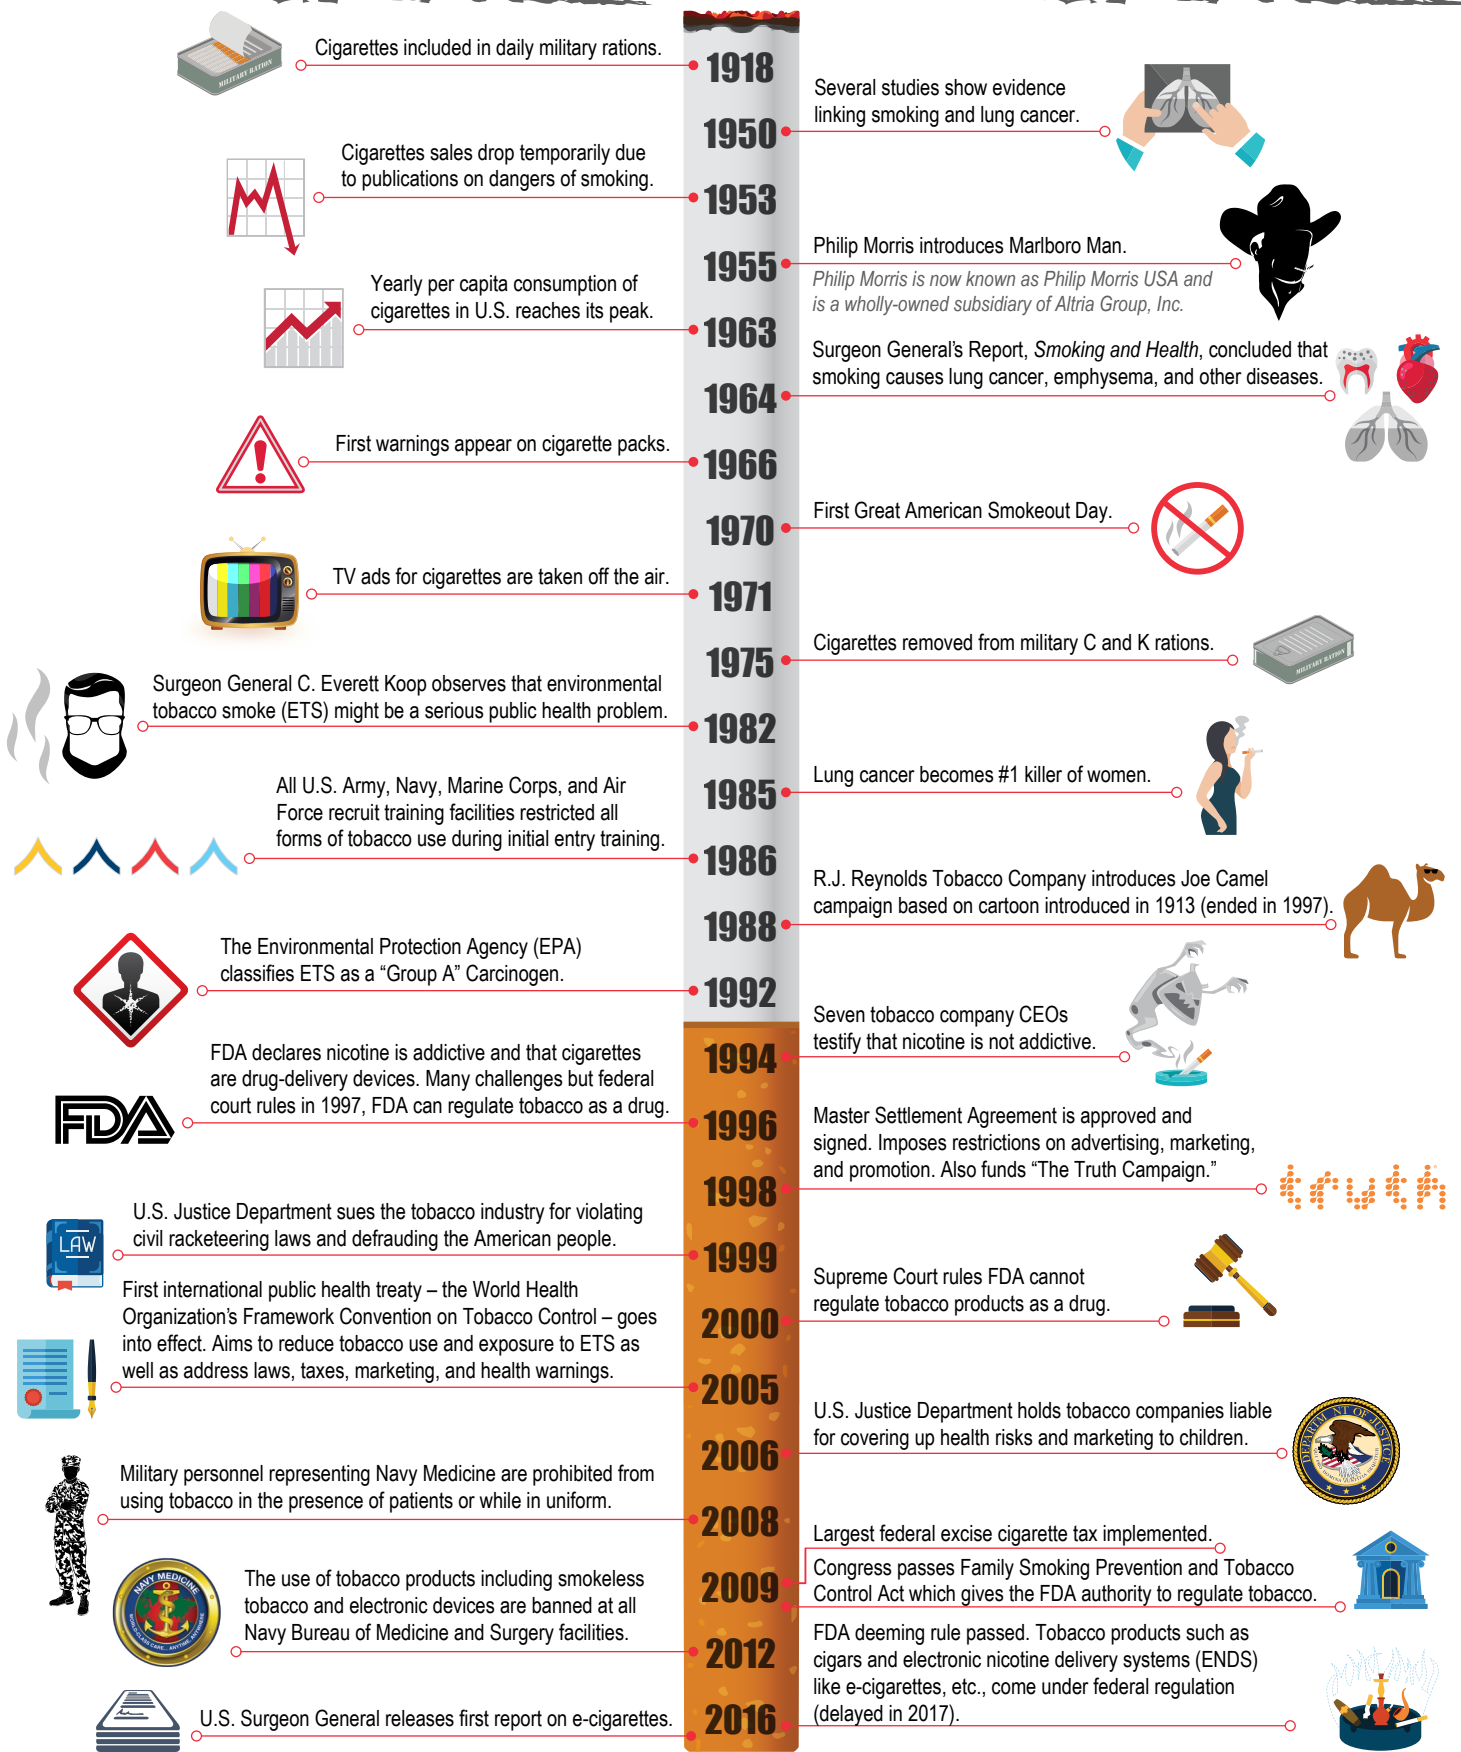 Cigarettes included in daily military rations.
MILITARY RATION
1918
Several studies show evidence
linking smoking and lung cancer.
1950
Cigarettes sales drop temporarily due
to publications on dangers of smoking.
1953
Philip Morris introduces Marlboro Man.
Philip Morris is now known as Philip Morris USA and
is a wholly-owned subsidiary of Altria Group, Inc.
1955
Yearly per capita consumption of
cigarettes in U.S. reaches its peak.
1963
Surgeon General's Report, Smoking and Health, concluded that
smoking causes lung cancer, emphysema, and other diseases.
1964
First warnings appear on cigarette packs.
1966
First Great American Smokeout Day.
1970
TV ads for cigarettes are taken off the air.
1971
Cigarettes removed from military C and K rations.
MILITARY RATION
1975
Surgeon General C. Everett Koop observes that environmental
tobacco smoke (ETS) might be a serious public health problem.
1982
Lung cancer becomes #1 killer of women.
1985
All U.S. Army, Navy, Marine Corps, and Air
Force recruit training facilities restricted all
forms of tobacco use during initial entry training.
1986
R.J. Reynolds Tobacco Company introduces Joe Camel
campaign based on cartoon introduced in 1913 (ended in 1997).
1988
The Environmental Protection Agency (EPA)
classifies ETS as a “Group A” Carcinogen.
1992
Seven tobacco company CEOs
testify that nicotine is not addictive.
1994
FDA declares nicotine is addictive and that cigarettes
are drug-delivery devices. Many challenges but federal
court rules in 1997, FDA can regulate tobacco as a drug.
FDA
1996
Master Settlement Agreement is approved and
signed. Imposes restrictions on advertising, marketing,
and promotion. Also funds “The Truth Campaign.”
truth
1998
U.S. Justice Department sues the tobacco industry for violating
civil racketeering laws and defrauding the American people.
LAW
1999
Supreme Court rules FDA cannot
regulate tobacco products as a drug.
2000
First international public health treaty – the World Health
Organization's Framework Convention on Tobacco Control – goes
into effect. Aims to reduce tobacco use and exposure to ETS as
well as address laws, taxes, marketing, and health warnings.
2005
U.S. Justice Department holds tobacco companies liable
for covering up health risks and marketing to children.
2006
Military personnel representing Navy Medicine are prohibited from
using tobacco in the presence of patients or while in uniform.
2008
Largest federal excise cigarette tax implemented.
Congress passes Family Smoking Prevention and Tobacco
Control Act which gives the FDA authority to regulate tobacco.
2009
NAVY MEDICINE
WORLD CLASS CARE... ANYTIME, ANYWHERE
The use of tobacco products including smokeless
tobacco and electronic devices are banned at all
Navy Bureau of Medicine and Surgery facilities.
2012
FDA deeming rule passed. Tobacco products such as
cigars and electronic nicotine delivery systems (ENDS)
like e-cigarettes, etc., come under federal regulation
(delayed in 2017).
U.S. Surgeon General releases first report on e-cigarettes.
2016